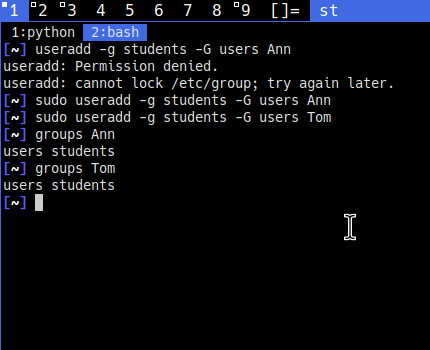 1 2 3 4 5 6 7 8 9 []= st
1:python 2:bash
[~] useradd -g students -G users Ann
useradd: Permission denied.
useradd: cannot lock /etc/group; try again later.
[~] sudo useradd -g students -G users Ann
[~] sudo useradd -g students -G users Tom
[~] groups Ann
users students
[~] groups Tom
users students
[~]